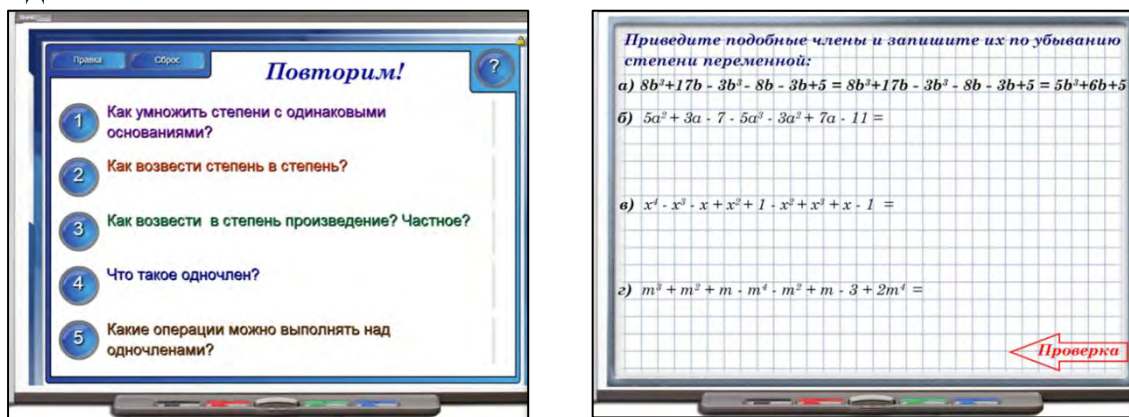 Правка
Сброс
Повторим!
?
1
Как умножить степени с одинаковыми
основаниями?
2
Как возвести степень в степень?
3
Как возвести в степень произведение? Частное?
4
Что такое одночлен?
5
Какие операции можно выполнять над
одночленами?
Приведите подобные члены и запишите их по убыванию
степени переменной:
а) 8b³+17b - 3b³- 8b - 3b+5 = 8b³+17b - 3b³ - 8b - 3b+5 = 5b³+6b+5
б) 5a² + 3a - 7 - 5a³ - 3a² + 7a - 11 =
в) x⁴ - x³ - x + x² + 1 - x² + x³ + x - 1 =
г) m³ + m² + m - m⁴ - m² + m - 3 + 2m⁴ =
Проверка